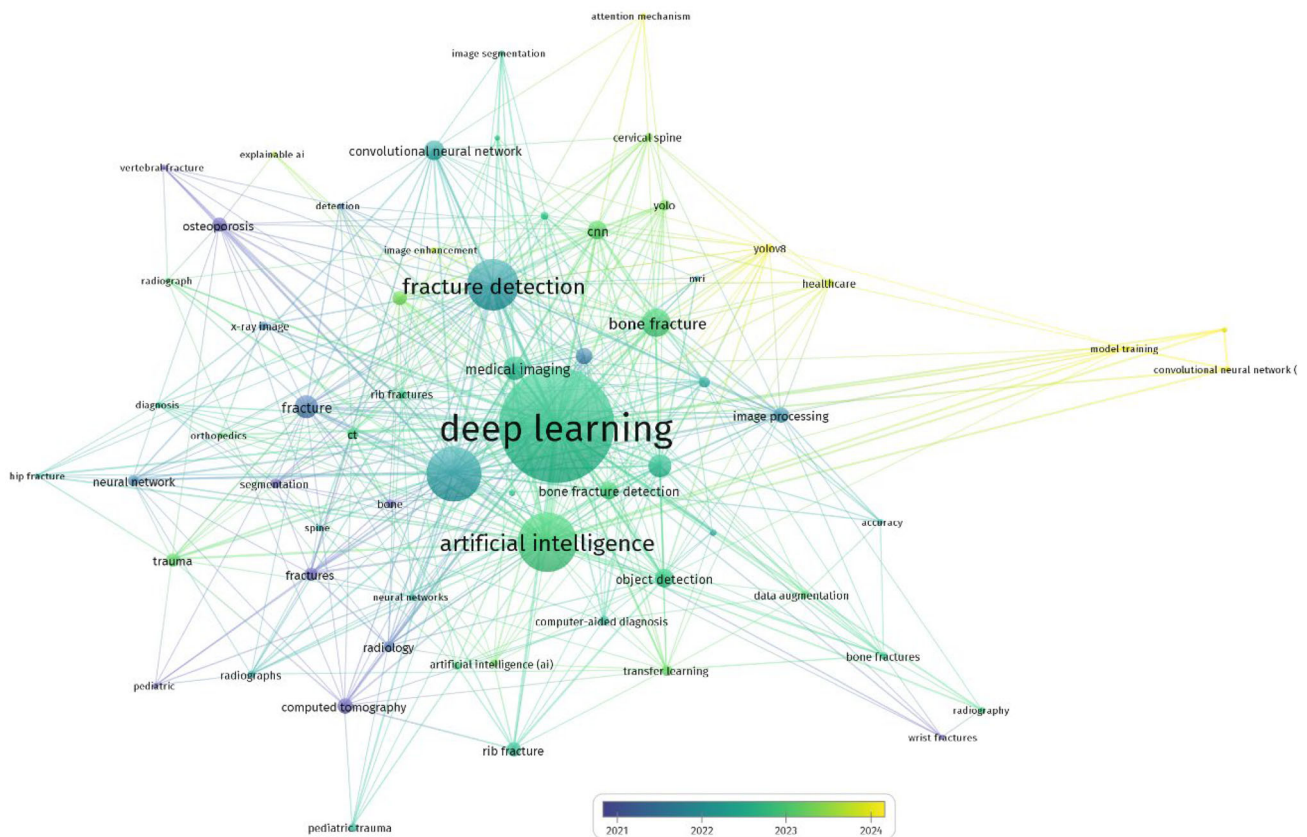 attention mechanism
image segmentation
cervical spine
convolutional neural network
explainable ai
vertebral fracture
detection
yolo
osteoporosis
cnn
image enhancement
yolov8
radiograph
mri
healthcare
fracture detection
x-ray image
bone fracture
model training
medical imaging
convolutional neural network (
rib fractures
diagnosis
fracture
image processing
deep learning
orthopedics
ct
hip fracture
neural network
segmentation
bone fracture detection
bone
accuracy
spine
artificial intelligence
trauma
fractures
object detection
neural networks
data augmentation
computer-aided diagnosis
radiology
bone fractures
artificial intelligence (ai)
radiographs
transfer learning
pediatric
computed tomography
radiography
wrist fractures
rib fracture
pediatric trauma
2021 2022 2023 2024